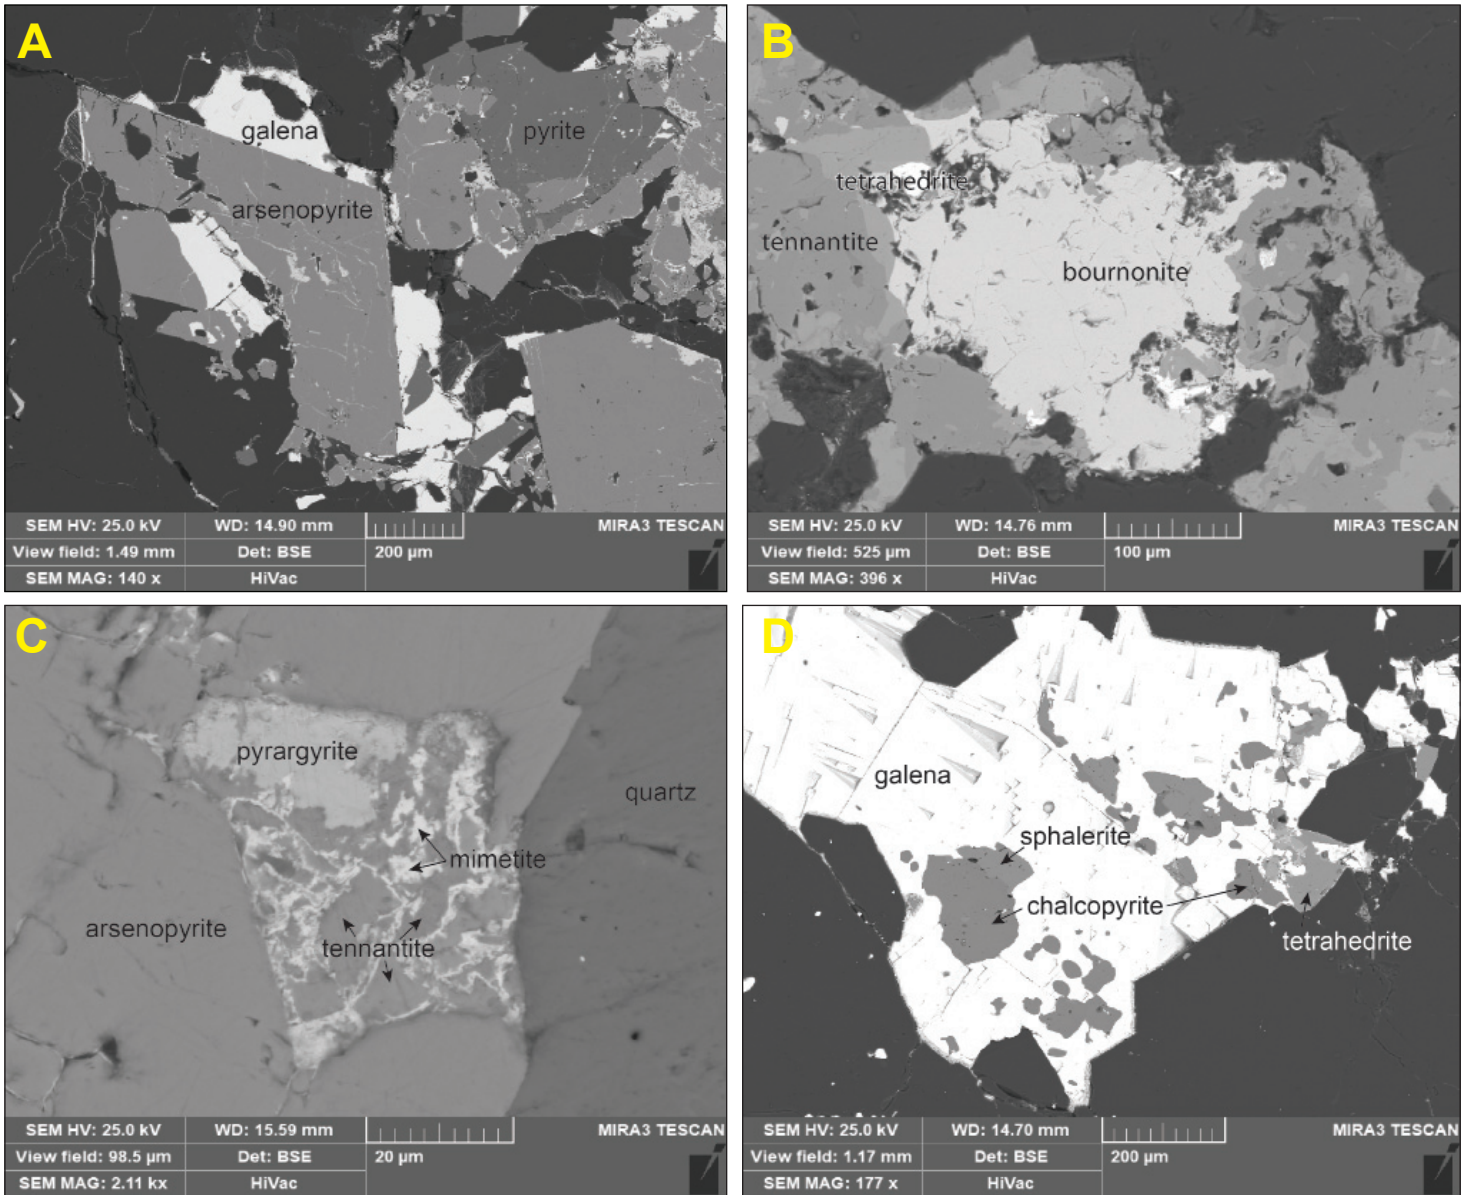 A
galena
pyrite
arsenopyrite
SEM HV: 25.0 kV WD: 14.90 mm MIRA3 TESCAN
View field: 1.49 mm Det: BSE 200 µm
SEM MAG: 140 x HiVac
B
tetrahedrite
tennantite
bournonite
SEM HV: 25.0 kV WD: 14.76 mm MIRA3 TESCAN
View field: 525 µm Det: BSE 100 µm
SEM MAG: 396 x HiVac
C
pyrargyrite
quartz
mimetite
arsenopyrite
tennantite
SEM HV: 25.0 kV WD: 15.59 mm MIRA3 TESCAN
View field: 98.5 µm Det: BSE 20 µm
SEM MAG: 2.11 kx HiVac
D
galena
sphalerite
chalcopyrite
tetrahedrite
SEM HV: 25.0 kV WD: 14.70 mm MIRA3 TESCAN
View field: 1.17 mm Det: BSE 200 µm
SEM MAG: 177 x HiVac